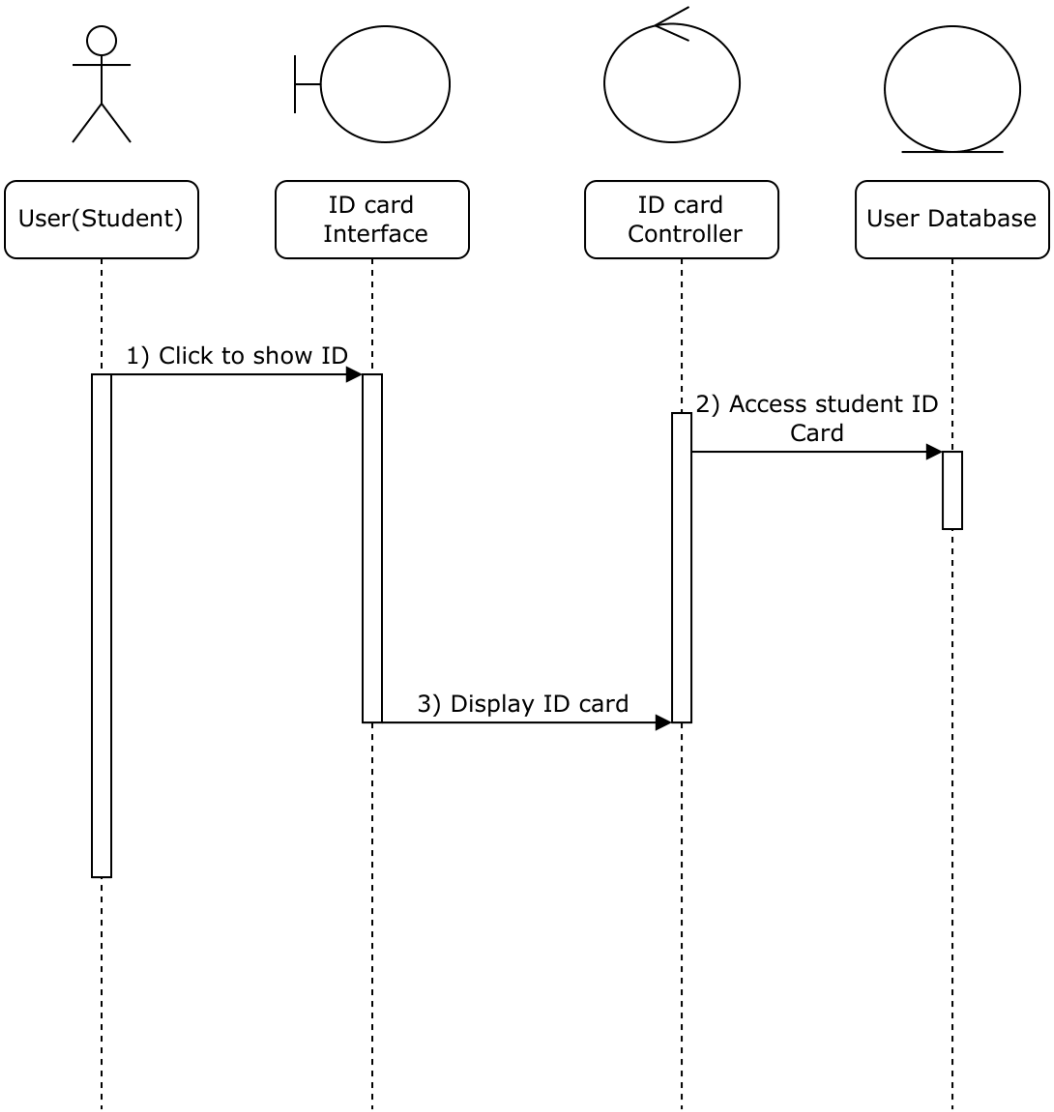 User(Student)
ID card
Interface
ID card
Controller
User Database
1) Click to show ID
2) Access student ID
Card
3) Display ID card